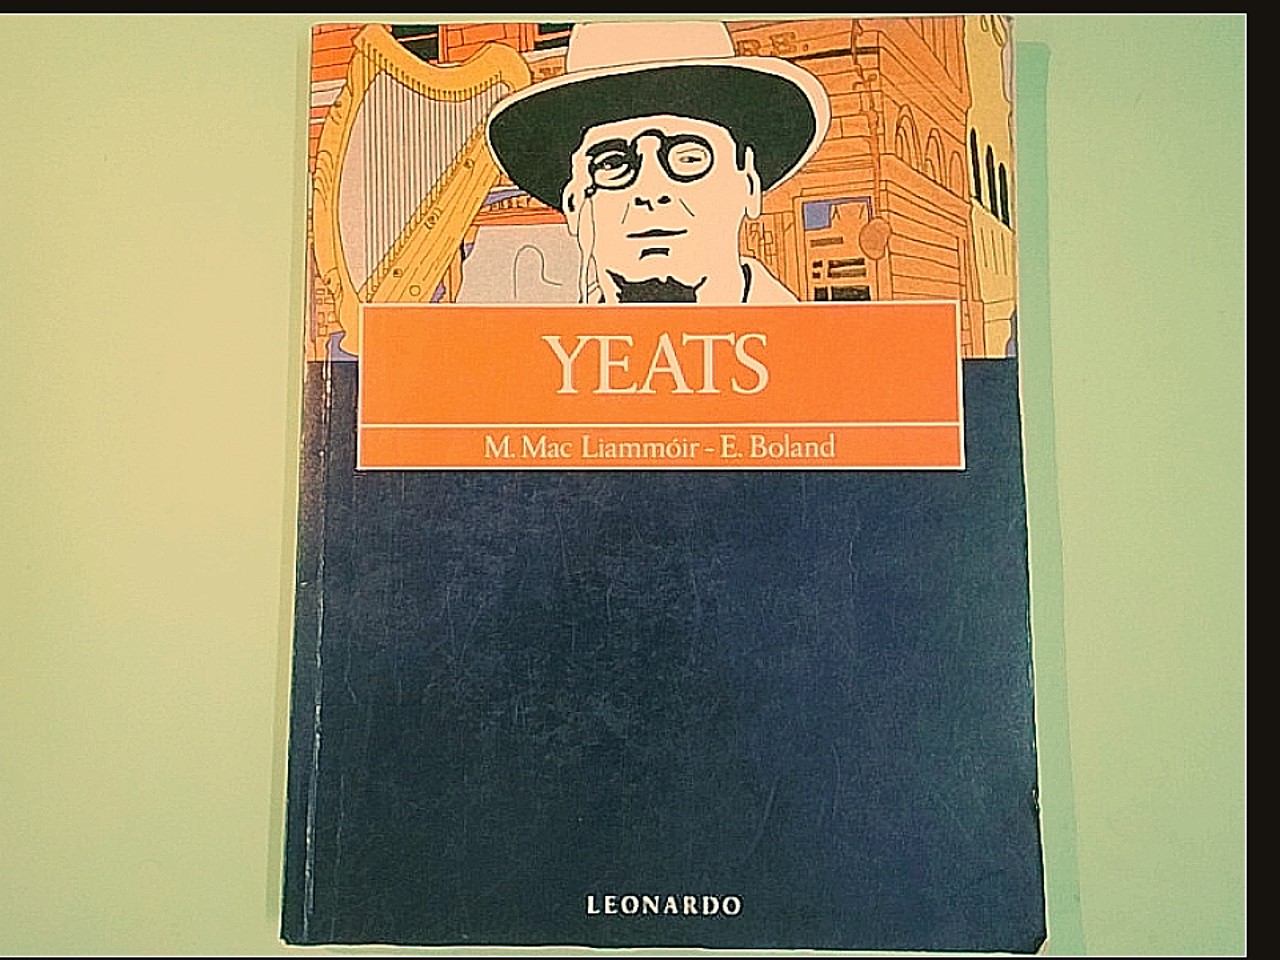 YEATS
M. Mac Liammóir - E. Boland
LEONARDO